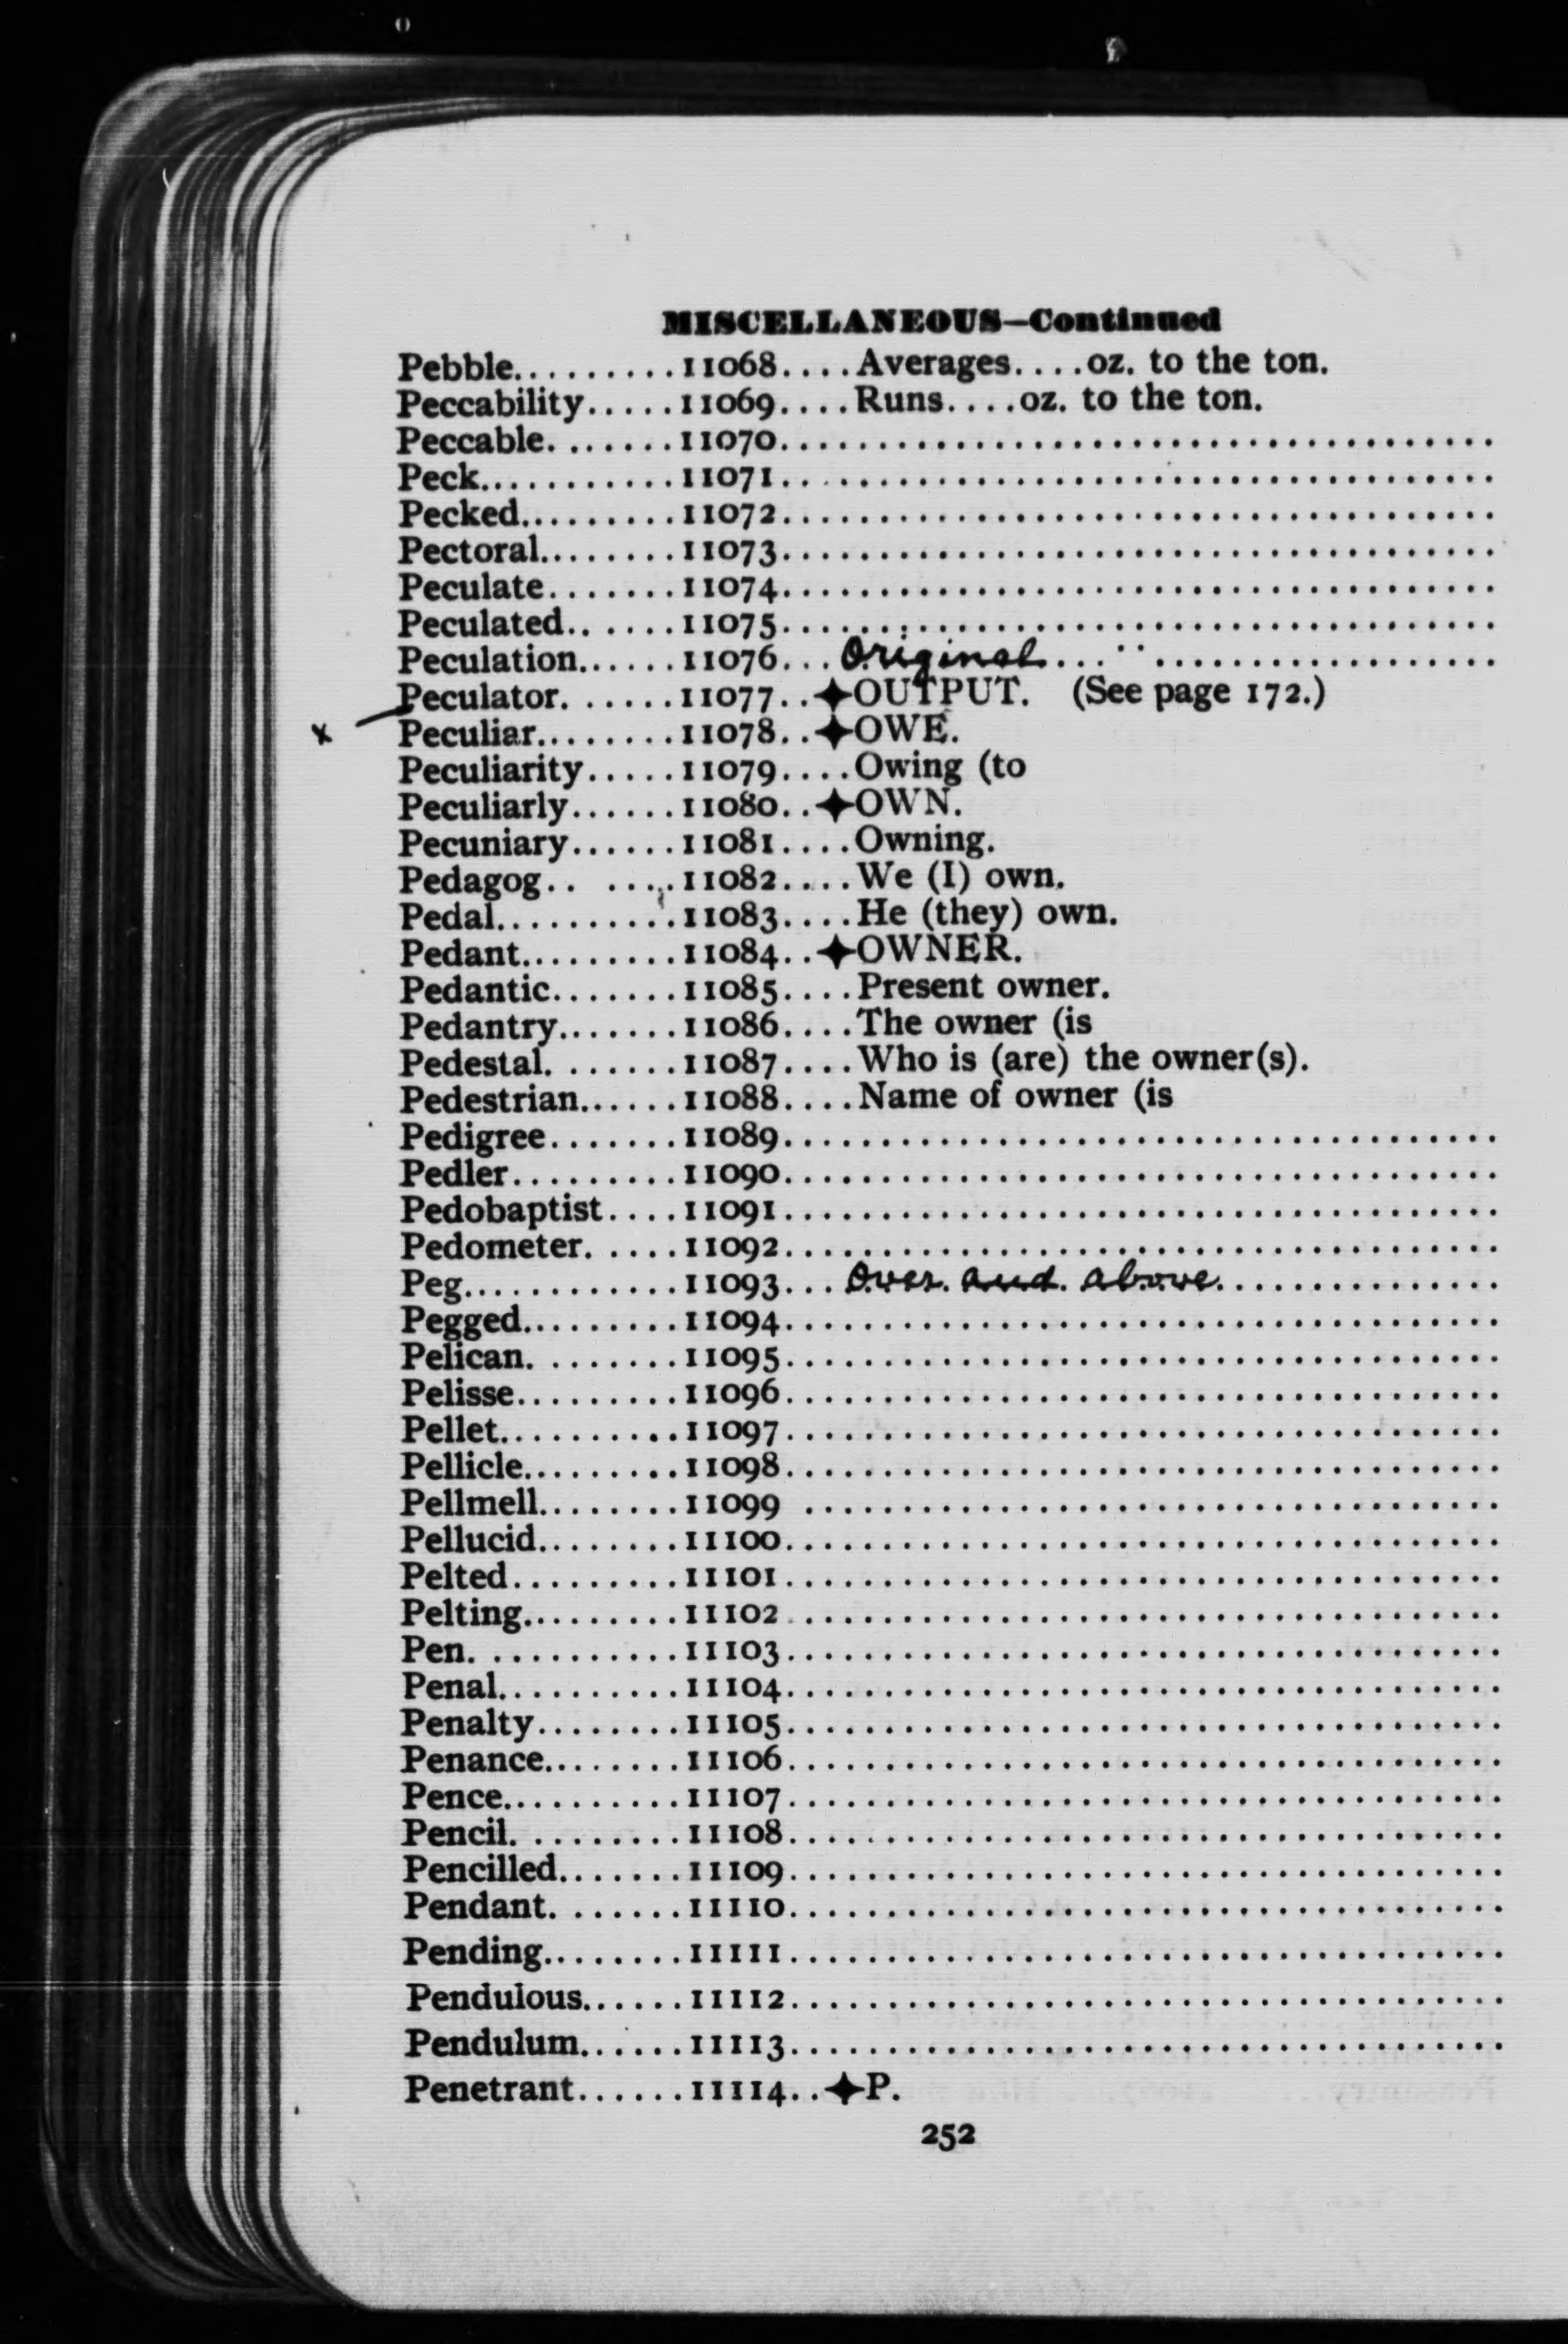 MISCELLANEOUS—Continued
Pebble..........11068....Averages....oz. to the ton.
Peccability.....11069....Runs....oz. to the ton.
Peccable........11070....................................
Peck............11071....................................
Pecked..........11072....................................
Pectoral........11073....................................
Peculate........11074....................................
Peculated.......11075....................................
Peculation......11076...Original.........................
Peculator.......11077..✦OUTPUT. (See page 172.)
x Peculiar........11078..✦OWE.
Peculiarity.....11079....Owing (to
Peculiarly......11080..✦OWN.
Pecuniary......11081....Owning.
Pedagog.. .....11082....We (I) own.
Pedal...........11083....He (they) own.
Pedant..........11084..✦OWNER.
Pedantic........11085....Present owner.
Pedantry........11086....The owner (is
Pedestal........11087....Who is (are) the owner(s).
Pedestrian......11088....Name of owner (is
Pedigree........11089....................................
Pedler..........11090....................................
Pedobaptist....11091....................................
Pedometer......11092....................................
Peg.............11093...Over and above...............
Pegged..........11094....................................
Pelican.........11095....................................
Pelisse.........11096....................................
Pellet..........11097....................................
Pellicle........11098....................................
Pellmell........11099 ....................................
Pellucid........11100....................................
Pelted..........11101....................................
Pelting.........11102....................................
Pen.............11103....................................
Penal...........11104....................................
Penalty.........11105....................................
Penance.........11106....................................
Pence...........11107....................................
Pencil..........11108....................................
Pencilled.......11109....................................
Pendant.........11110....................................
Pending.........11111....................................
Pendulous......11112....................................
Pendulum.......11113....................................
Penetrant.......11114..✦P.
252